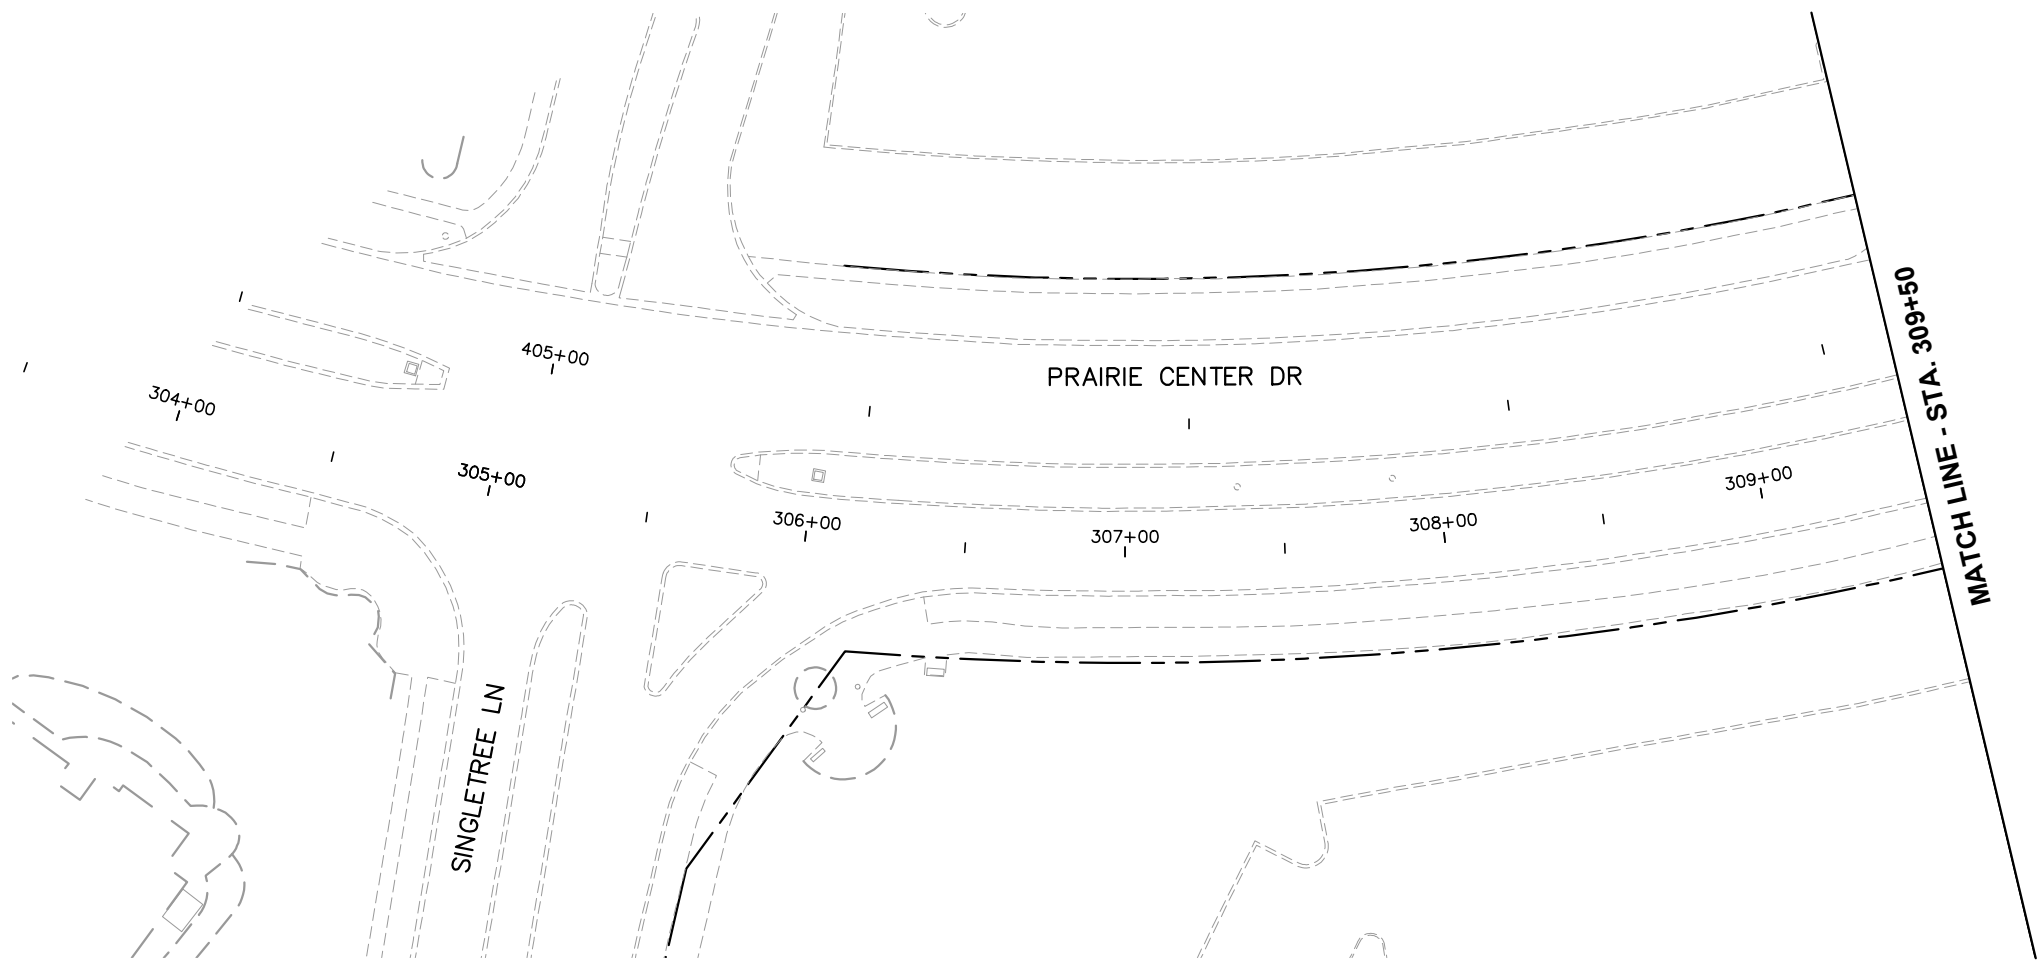 405+00
PRAIRIE CENTER DR
304+00
305+00
306+00
307+00
308+00
309+00
MATCH LINE - STA. 309+50
SINGLETREE LN